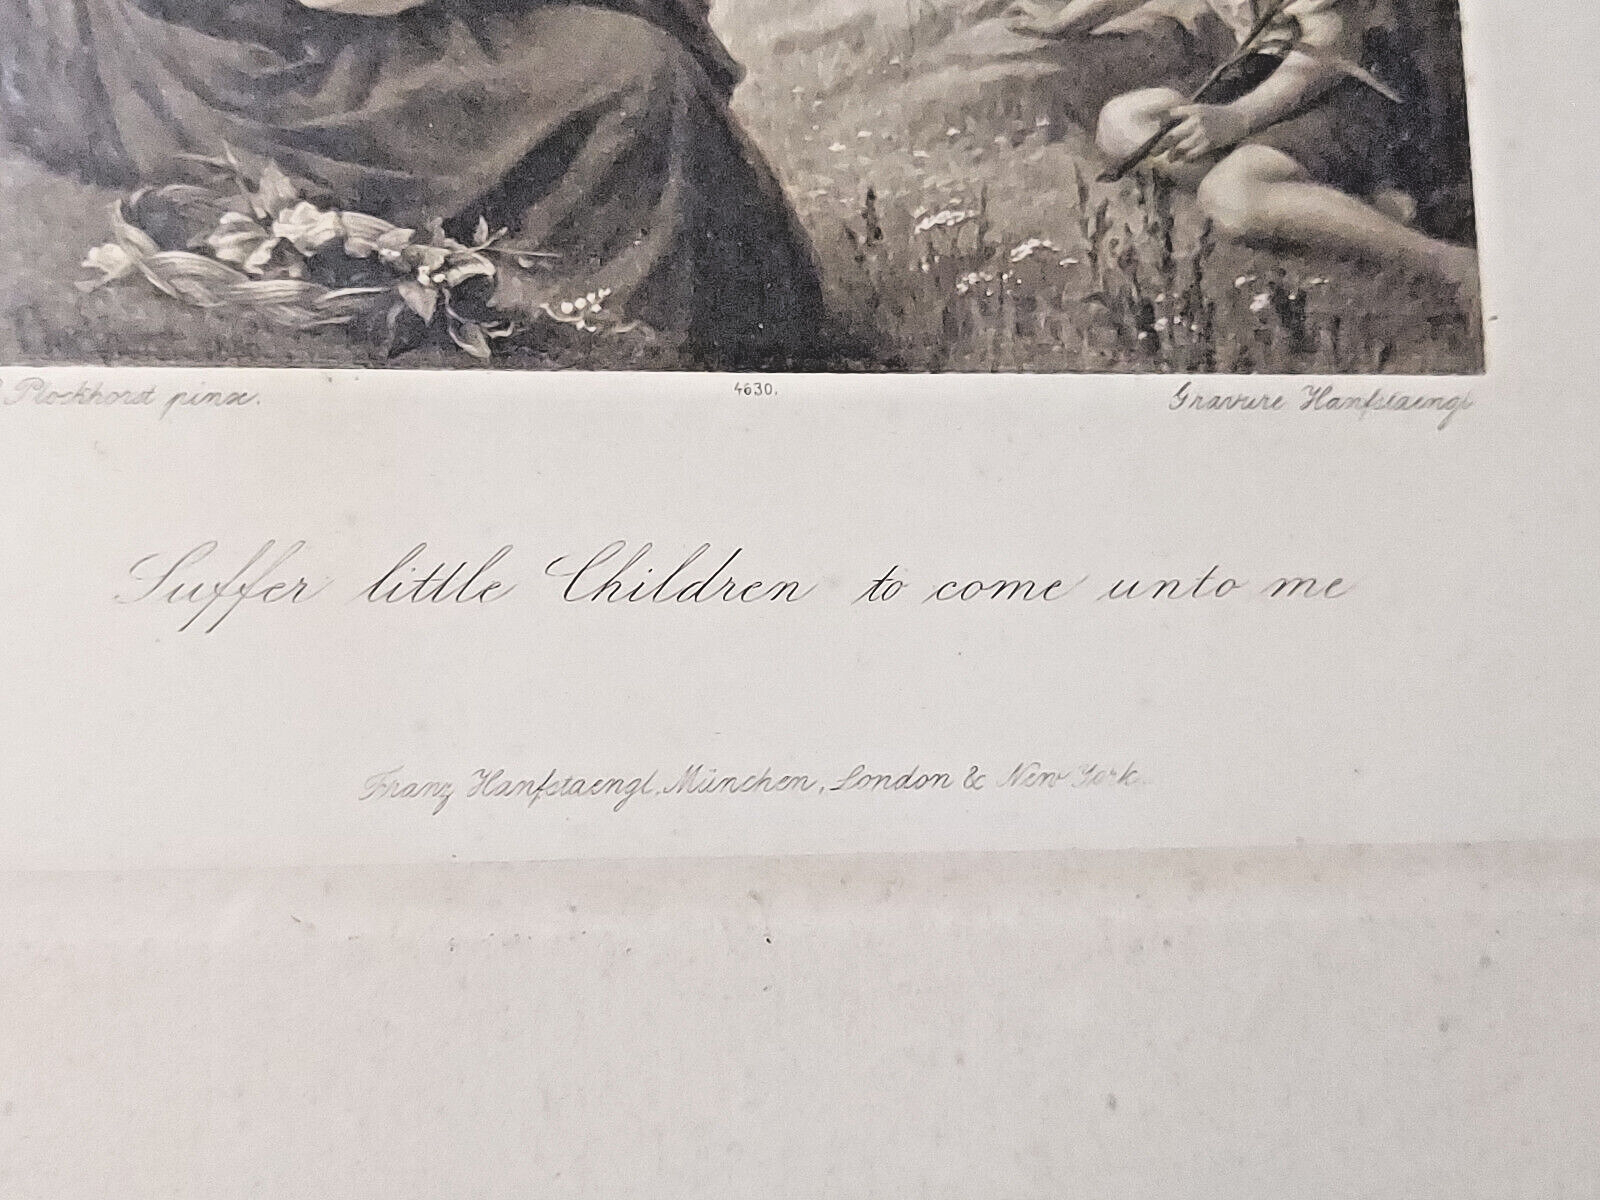 Plockhorst pinx.
4630.
Gravure Hanfstaengl
Suffer little Children to come unto me
Franz Hanfstaengl, München, London & New York.